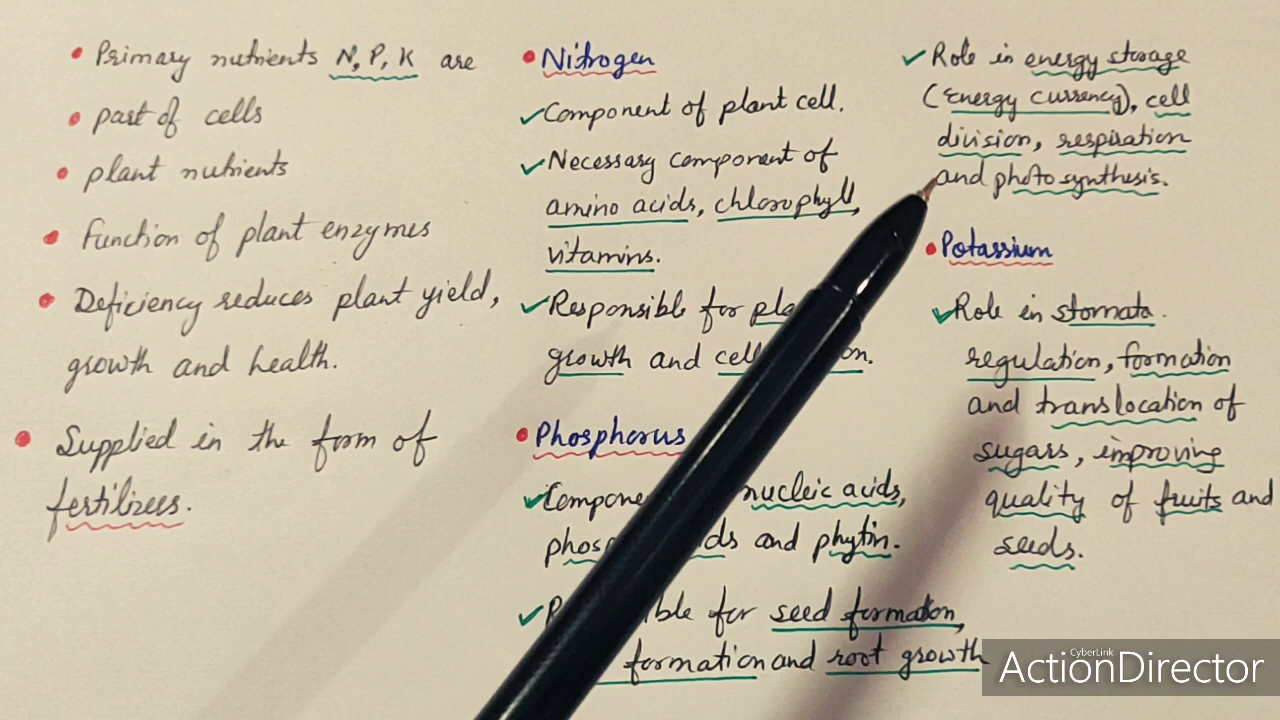 • Primary nutrients N, P, K are
• part of cells
• plant nutrients
• Function of plant enzymes
• Deficiency reduces plant yield,
growth and health.
• Supplied in the form of
fertilizers.
• Nitrogen
✓ Component of plant cell.
✓ Necessary component of
amino acids, chlorophyll,
vitamins.
✓ Responsible for
growth and
• Phosphorus
✓ nucleic acids,
and phytin.
✓ for seed formation,
formation and root growth
✓ Role in energy storage
(Energy currency), cell
division, respiration
and photosynthesis.
• Potassium
✓ Role in stomata
regulation, formation
and translocation of
sugars, improving
quality of fruits and
seeds.
CyberLink
ActionDirector